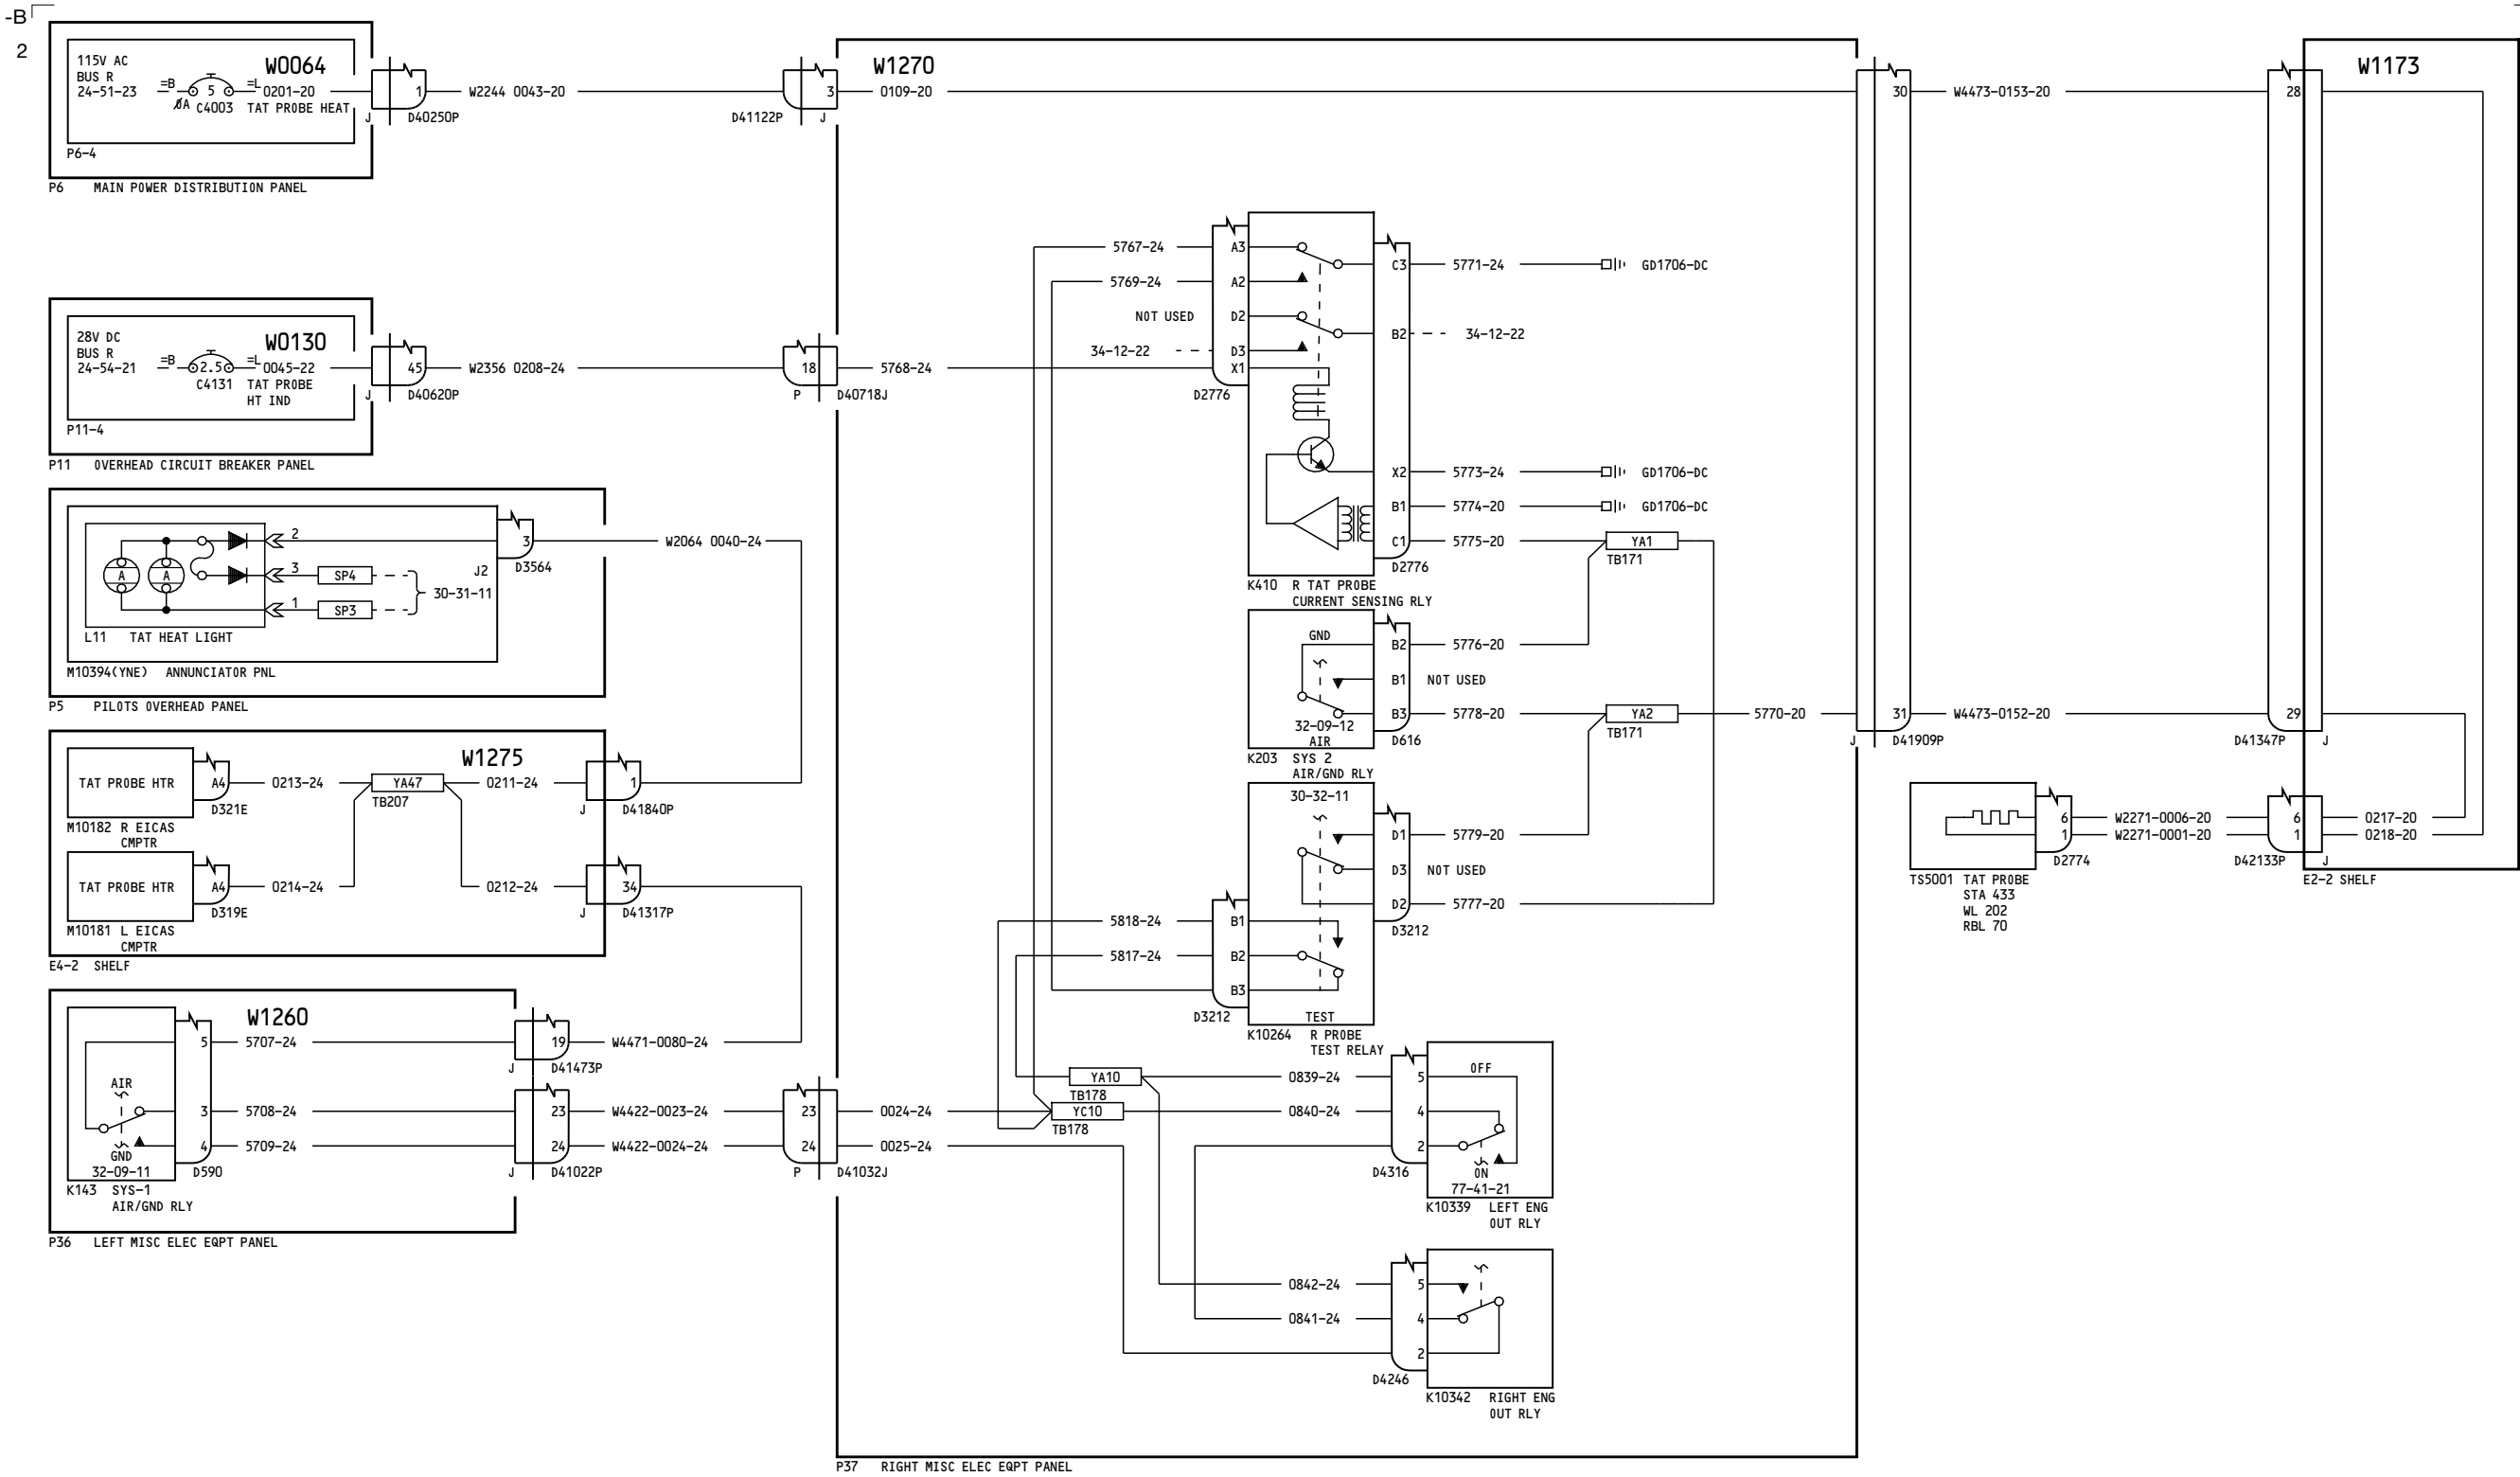 -B
2
115V AC
BUS R
24-51-23
=B
ØA
5
C4003
=L
W0064
0201-20
TAT PROBE HEAT
P6-4
P6 MAIN POWER DISTRIBUTION PANEL
J
1
D40250P
W2244 0043-20
D41122P
3
J
W1270
0109-20
28V DC
BUS R
24-54-21
=B
2.5
C4131
=L
W0130
0045-22
TAT PROBE
HT IND
P11-4
P11 OVERHEAD CIRCUIT BREAKER PANEL
J
45
D40620P
W2356 0208-24
18
P
D40718J
5768-24
A
A
2
3
1
SP4
SP3
30-31-11
L11 TAT HEAT LIGHT
J2
3
D3564
W2064 0040-24
M10394(YNE) ANNUNCIATOR PNL
P5 PILOTS OVERHEAD PANEL
W1275
TAT PROBE HTR
A4
D321E
0213-24
YA47
TB207
0211-24
1
J
D41840P
M10182 R EICAS
CMPTR
TAT PROBE HTR
A4
D319E
0214-24
0212-24
34
J
D41317P
M10181 L EICAS
CMPTR
E4-2 SHELF
W1260
5
5707-24
19
J
D41473P
W4471-0080-24
AIR
3
5708-24
23
W4422-0023-24
23
0024-24
4
5709-24
24
W4422-0024-24
24
0025-24
GND
32-09-11
D590
J
D41022P
P
D41032J
K143 SYS-1
AIR/GND RLY
P36 LEFT MISC ELEC EQPT PANEL
5767-24
A3
5769-24
A2
NOT USED
D2
34-12-22
D3
X1
D2776
C3
5771-24
GD1706-DC
B2
34-12-22
X2
5773-24
GD1706-DC
B1
5774-20
GD1706-DC
C1
5775-20
YA1
TB171
D2776
K410 R TAT PROBE
CURRENT SENSING RLY
GND
B2
5776-20
B1
NOT USED
B3
5778-20
YA2
TB171
5770-20
32-09-12
AIR
D616
K203 SYS 2
AIR/GND RLY
30-32-11
D1
5779-20
D3
NOT USED
D2
5777-20
D3212
5818-24
B1
5817-24
B2
B3
D3212
TEST
K10264 R PROBE
TEST RELAY
YA10
TB178
0839-24
5
OFF
YC10
TB178
0840-24
4
2
D4316
ON
77-41-21
K10339 LEFT ENG
OUT RLY
0842-24
5
0841-24
4
2
D4246
K10342 RIGHT ENG
OUT RLY
P37 RIGHT MISC ELEC EQPT PANEL
30
W4473-0153-20
28
W1173
31
J
D41909P
W4473-0152-20
29
D41347P
J
6
1
D2774
W2271-0006-20
W2271-0001-20
6
1
D42133P
J
0217-20
0218-20
TS5001 TAT PROBE
STA 433
WL 202
RBL 70
E2-2 SHELF